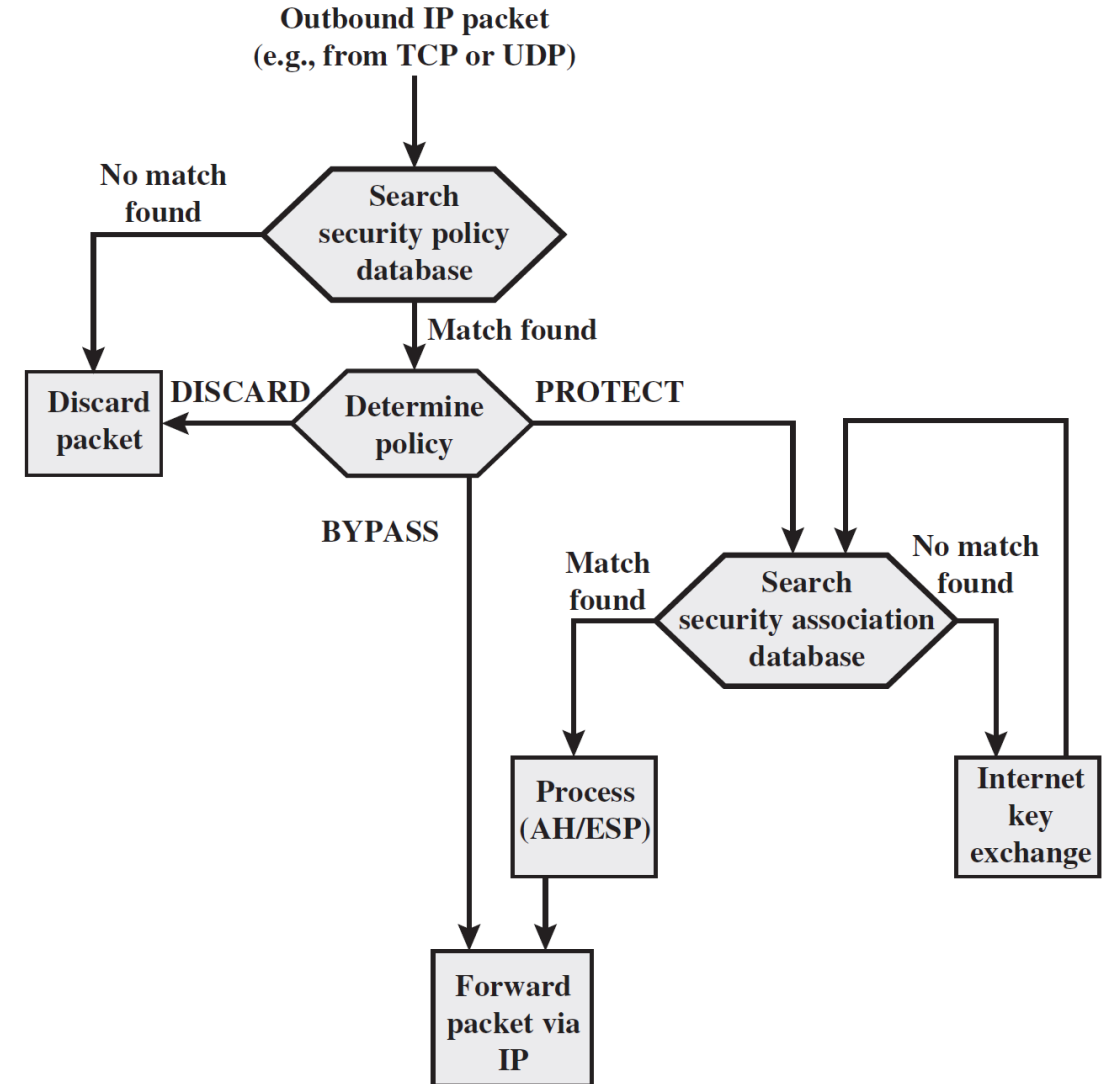 Outbound IP packet
(e.g., from TCP or UDP)
No match
found
Search
security policy
database
Match found
Discard
packet
DISCARD
Determine
policy
PROTECT
BYPASS
Match
found
Search
security association
database
No match
found
Process
(AH/ESP)
Internet
key
exchange
Forward
packet via
IP